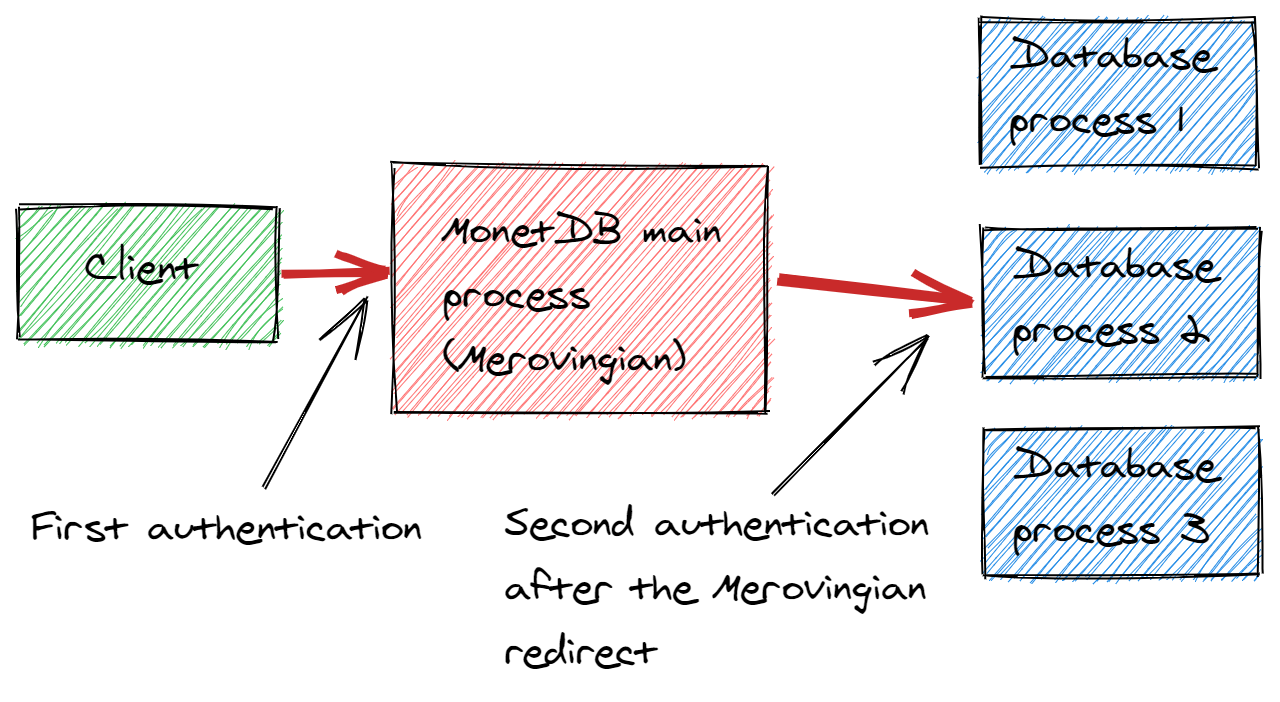 Client
MonetDB main
process
(Merovingian)
Database
process 1
Database
process 2
Database
process 3
First authentication
Second authentication
after the Merovingian
redirect